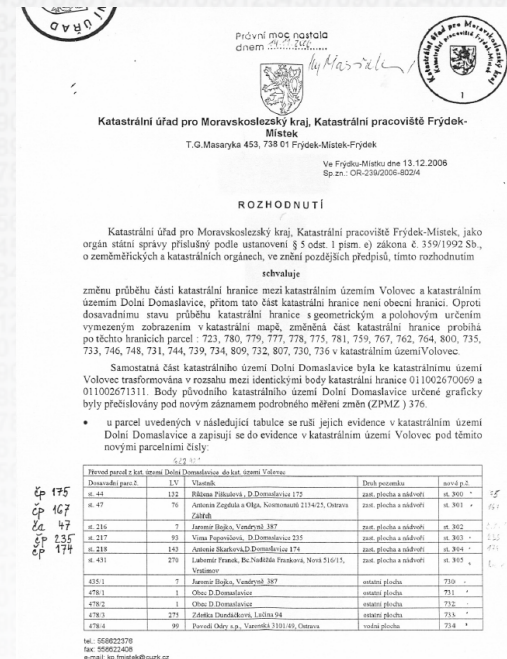 Právní moc nastala
dnem
Katastrální úřad pro Moravskoslezský kraj
Katastrální pracoviště Frýdek-Místek
1
Katastrální úřad pro Moravskoslezský kraj, Katastrální pracoviště Frýdek-
Místek
T.G.Masaryka 453, 738 01 Frýdek-Místek-Frýdek
Ve Frýdku-Místku dne 13.12.2006
Sp.zn.: OR-239/2006-802/4
ROZHODNUTÍ
Katastrální úřad pro Moravskoslezský kraj, Katastrální pracoviště Frýdek-Místek, jako
orgán státní správy příslušný podle ustanovení § 5 odst. 1 písm. e) zákona č. 359/1992 Sb.,
o zeměměřických a katastrálních orgánech, ve znění pozdějších předpisů, tímto rozhodnutím
schvaluje
změnu průběhu části katastrální hranice mezi katastrálním územím Volovec a katastrálním
územím Dolní Domaslavice, přitom tato část katastrální hranice není obecní hranicí. Oproti
dosavadnímu stavu průběhu katastrální hranice s geometrickým a polohovým určením
vymezeným zobrazením v katastrální mapě, změněná část katastrální hranice probíhá
po těchto hranicích parcel : 723, 780, 779, 777, 778, 775, 781, 759, 767, 762, 764, 800, 735,
733, 746, 748, 731, 744, 739, 734, 809, 732, 807, 730, 736 v katastrálním územíVolovec.
Samostatná část katastrálního území Dolní Domaslavice byla ke katastrálnímu území
Volovec trasformována v rozsahu mezi identickými body katastrální hranice 011002670069 a
011002671311. Body původního katastrálního území Dolní Domaslavice určené graficky
byly přečíslovány pod novým záznamem podrobného měření změn (ZPMZ ) 376.
• u parcel uvedených v následující tabulce se ruší jejich evidence v katastrálním území
Dolní Domaslavice a zapisují se do evidence v katastrálním území Volovec pod těmito
novými parcelními čísly:
Převod parcel z kat. území Dolní Domaslavice do kat. území Volovec
Dosavadní parc.č. LV Vlastník Druh pozemku nové p.č.
čp 175 st. 44 132 Růžena Piškulová , D.Domaslavice 175 zast. plocha a nádvoří st. 300
čp 167 st. 47 76 Antonín Zegdula a Olga, Kosmonautů 2134/25, Ostrava zast. plocha a nádvoří st. 301
Zábřeh
47 st. 216 7 Jaromír Bojko, Vendryně 387 zast. plocha a nádvoří st. 302
čp 235 st. 217 93 Věra Popovičová, D.Domaslavice 235 zast. plocha a nádvoří st. 303
čp 174 st. 218 143 Antonie Skarková,D.Domaslavice 174 zast. plocha a nádvoří st. 304
st. 431 270 Lubomír Franek, Bc.Naděžda Franková, Nová 516/15, zast. plocha a nádvoří st. 305
Vratimov
435/1 7 Jaromír Bojko, Vendryně 387 ostatní plocha 730
478/1 1 Obec D.Domaslavice ostatní plocha 731
478/2 1 Obec D.Domaslavice ostatní plocha 732
478/3 275 Zdeňka Dundáčková, Lučina 94 ostatní plocha 733
478/4 99 Povodí Odry s.p., Varenská 3101/49, Ostrava vodní plocha 734
tel.: 558622376
fax: 558622408
e-mail: kp.fmistek@cuzk.cz